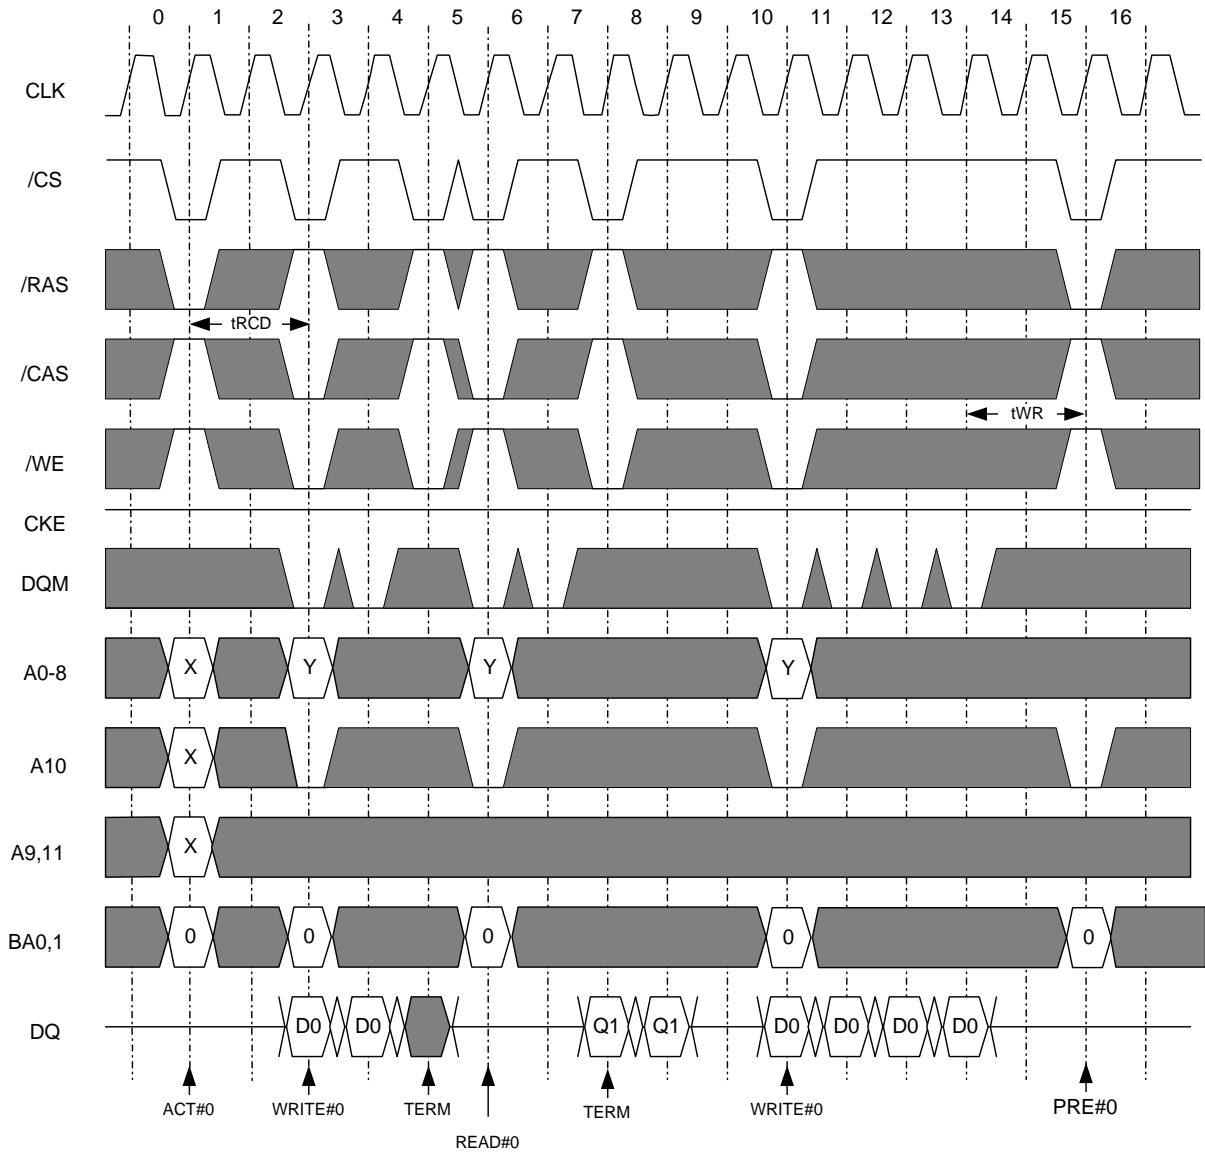 0 1 2 3 4 5 6 7 8 9 10 11 12 13 14 15 16
CLK
/CS
/RAS
tRCD
/CAS
tWR
/WE
CKE
DQM
A0-8 X Y Y Y
A10 X
A9,11 X
BA0,1 0 0 0 0 0
DQ D0 D0 Q1 Q1 D0 D0 D0 D0
ACT#0 WRITE#0 TERM TERM WRITE#0 PRE#0
READ#0